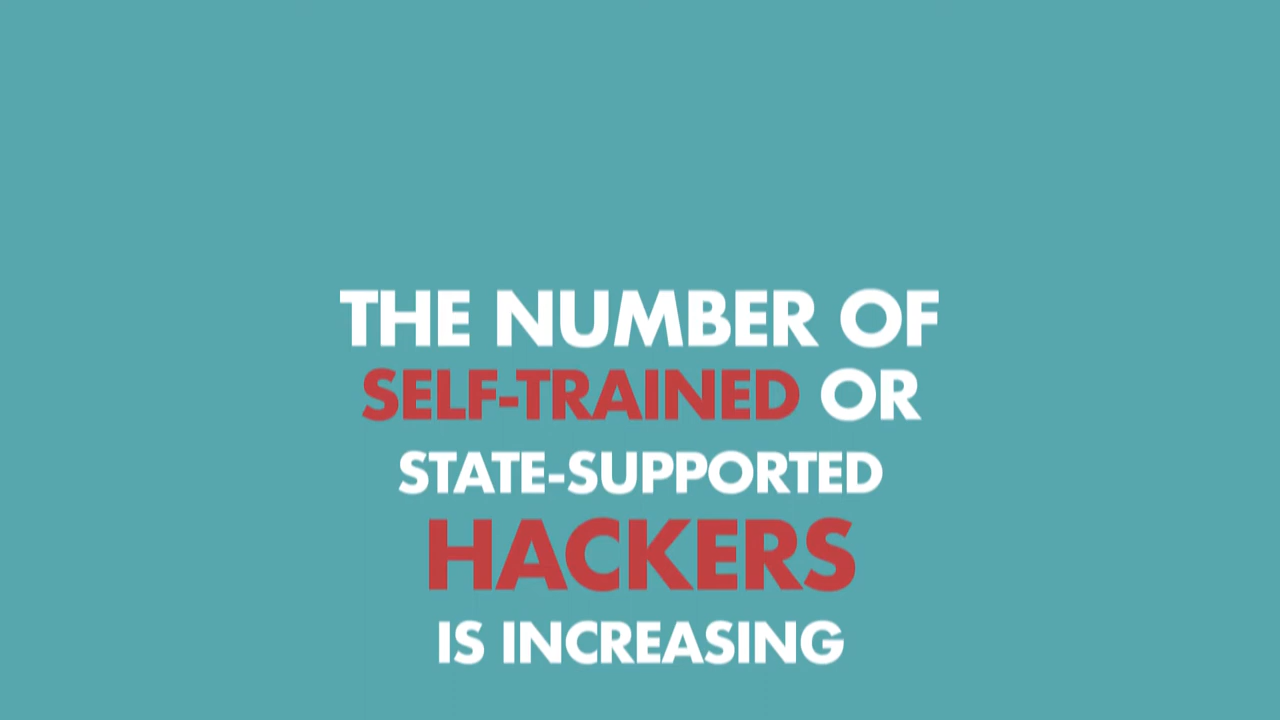 THE NUMBER OF
SELF-TRAINED OR
STATE-SUPPORTED
HACKERS
IS INCREASING